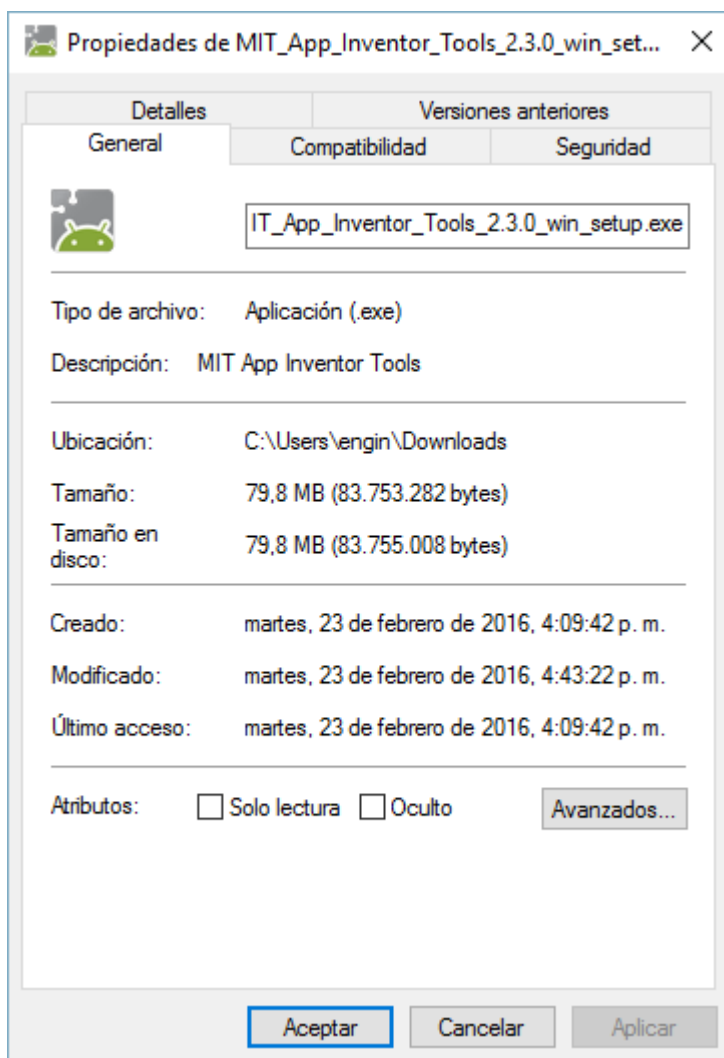 Propiedades de MIT_App_Inventor_Tools_2.3.0_win_set...
Detalles Versiones anteriores
General Compatibilidad Seguridad
IT_App_Inventor_Tools_2.3.0_win_setup.exe
Tipo de archivo: Aplicación (.exe)
Descripción: MIT App Inventor Tools
Ubicación: C:\Users\engin\Downloads
Tamaño: 79,8 MB (83.753.282 bytes)
Tamaño en
disco: 79,8 MB (83.755.008 bytes)
Creado: martes, 23 de febrero de 2016, 4:09:42 p. m.
Modificado: martes, 23 de febrero de 2016, 4:43:22 p. m.
Último acceso: martes, 23 de febrero de 2016, 4:09:42 p. m.
Atributos: Solo lectura Oculto Avanzados...
Aceptar Cancelar Aplicar